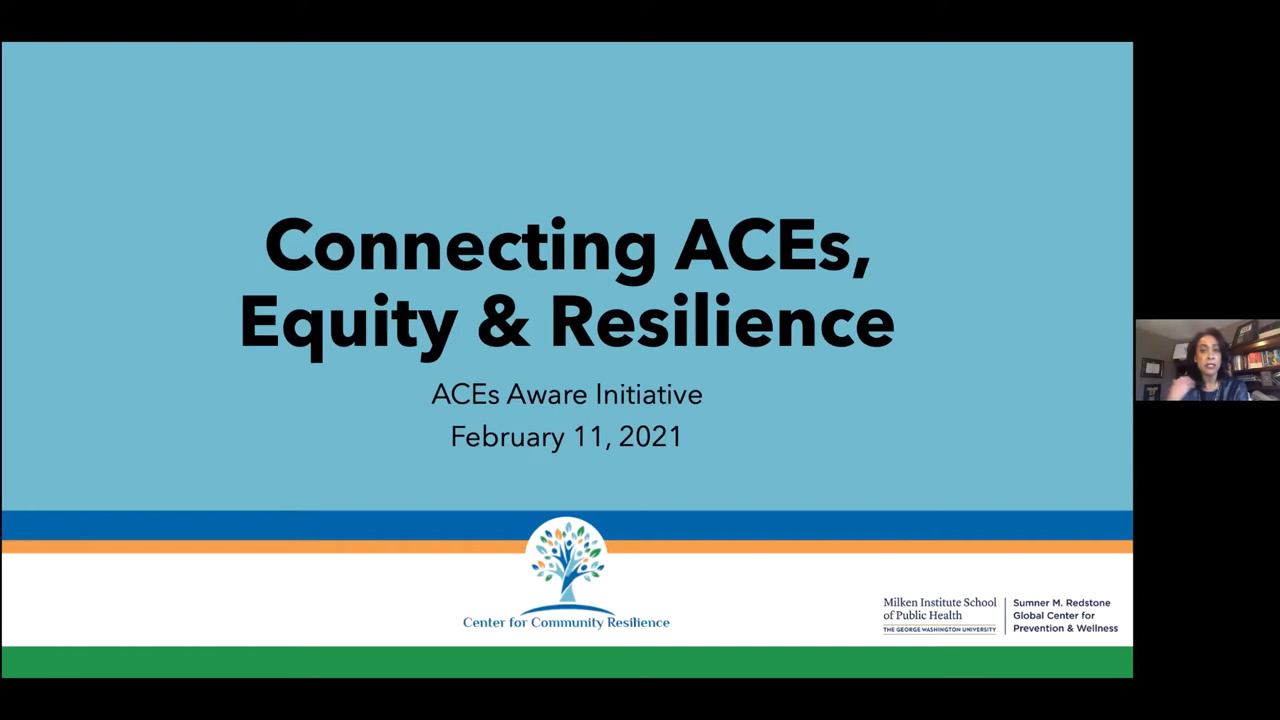 Connecting ACEs,
Equity & Resilience
ACEs Aware Initiative
February 11, 2021
Center for Community Resilience
Milken Institute School
of Public Health
THE GEORGE WASHINGTON UNIVERSITY
Sumner M. Redstone
Global Center for
Prevention & Wellness